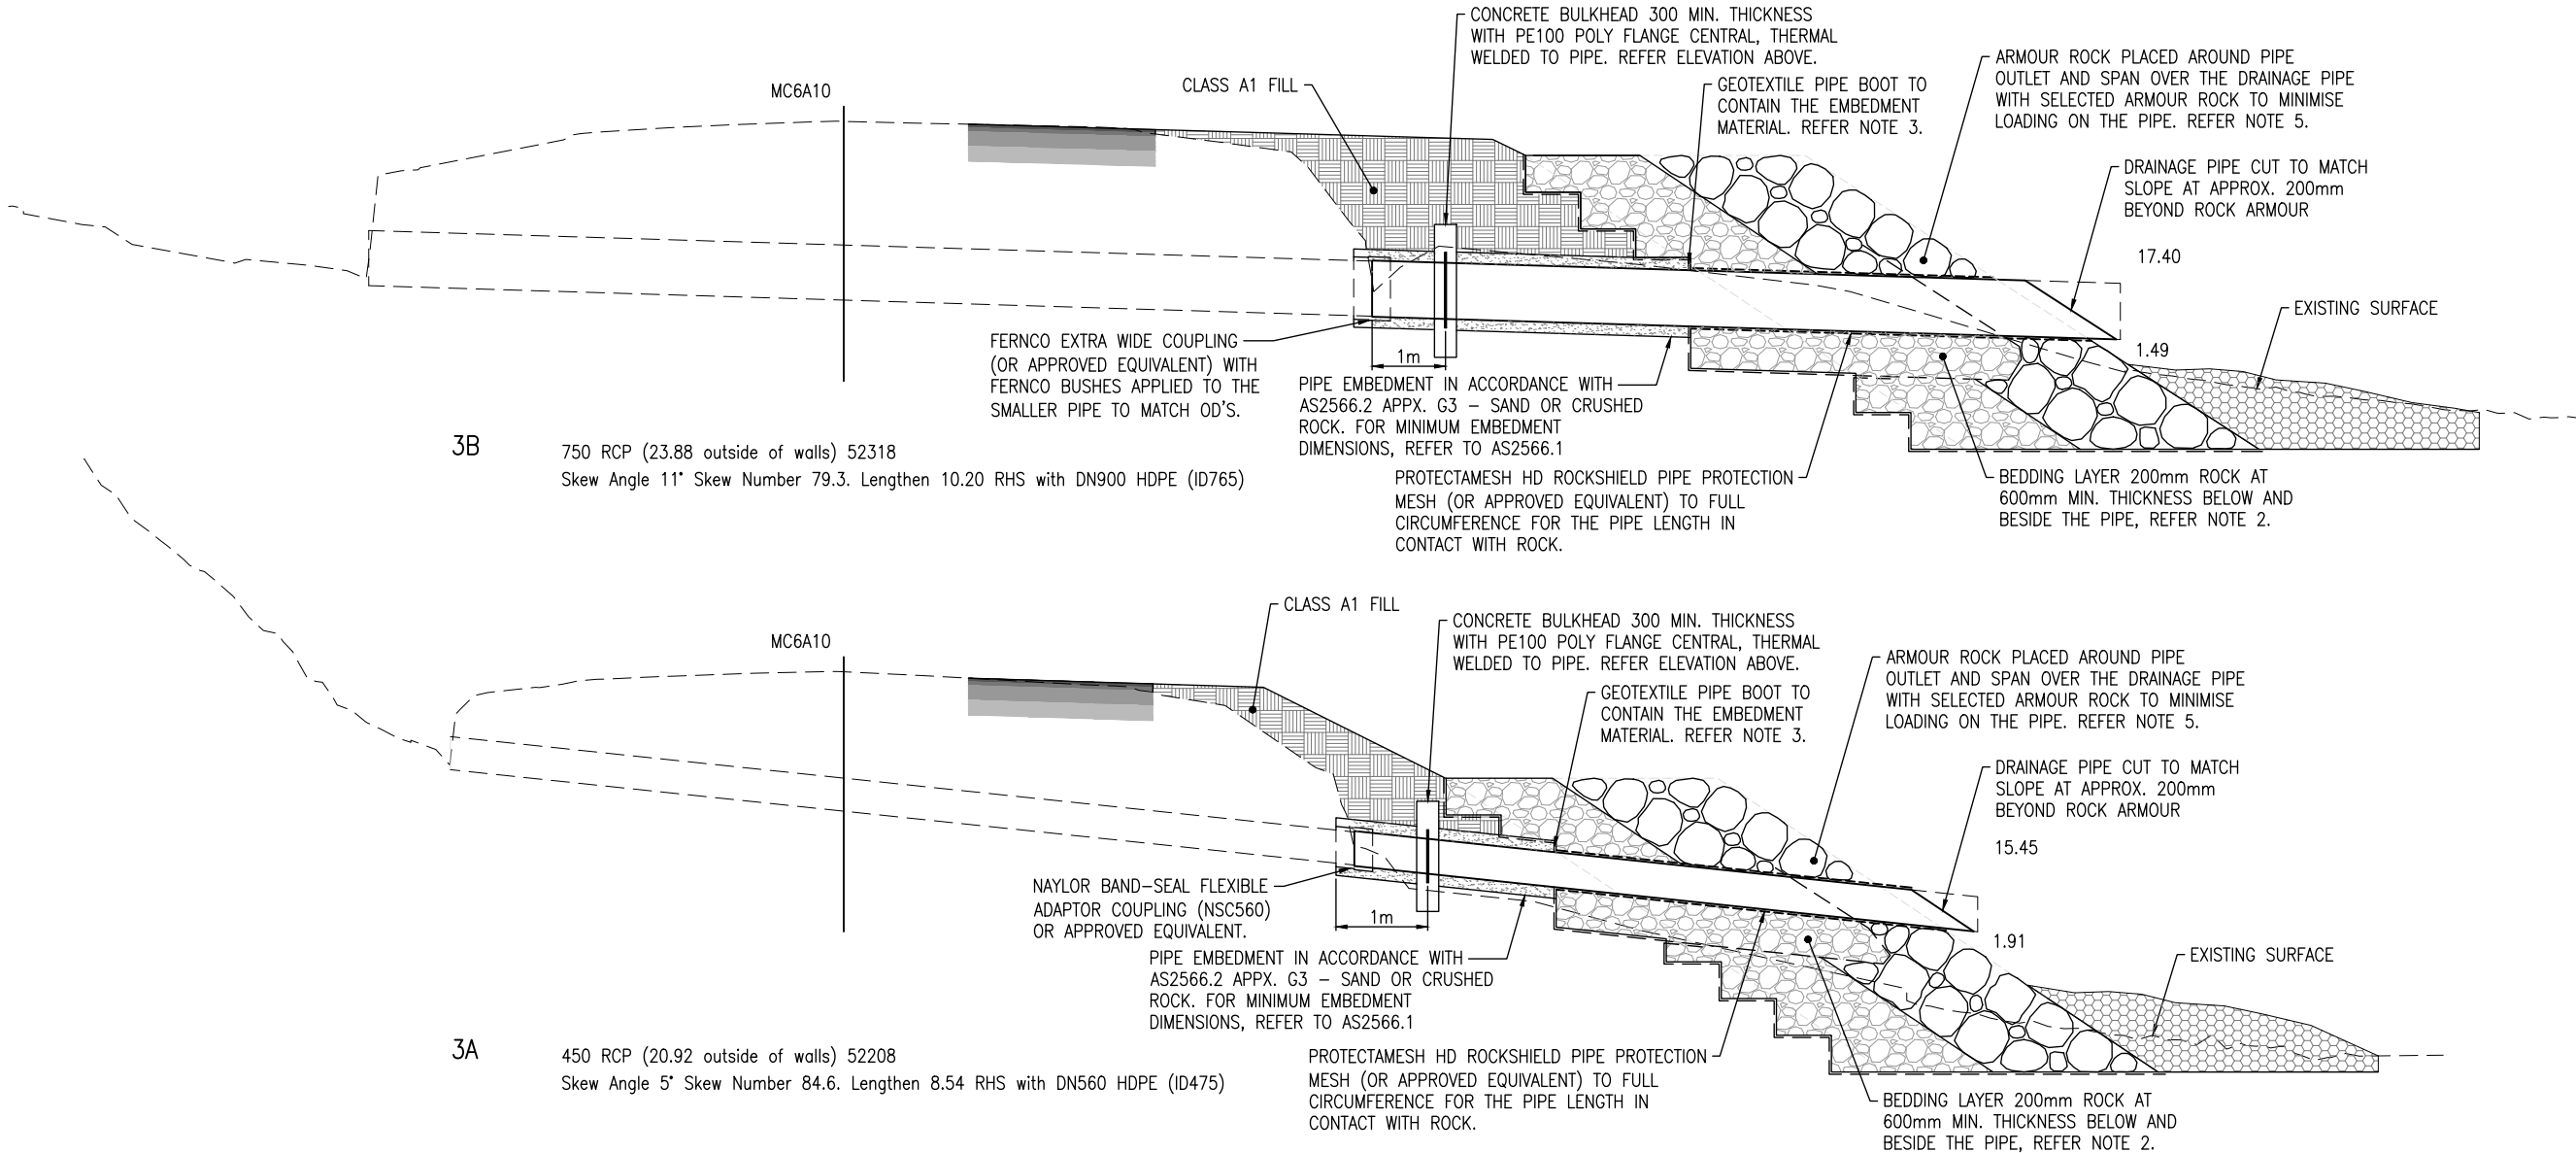 CONCRETE BULKHEAD 300 MIN. THICKNESS
WITH PE100 POLY FLANGE CENTRAL, THERMAL
WELDED TO PIPE. REFER ELEVATION ABOVE.
ARMOUR ROCK PLACED AROUND PIPE
OUTLET AND SPAN OVER THE DRAINAGE PIPE
WITH SELECTED ARMOUR ROCK TO MINIMISE
LOADING ON THE PIPE. REFER NOTE 5.
MC6A10
CLASS A1 FILL
GEOTEXTILE PIPE BOOT TO
CONTAIN THE EMBEDMENT
MATERIAL. REFER NOTE 3.
DRAINAGE PIPE CUT TO MATCH
SLOPE AT APPROX. 200mm
BEYOND ROCK ARMOUR
17.40
EXISTING SURFACE
1.49
FERNCO EXTRA WIDE COUPLING
(OR APPROVED EQUIVALENT) WITH
FERNCO BUSHES APPLIED TO THE
SMALLER PIPE TO MATCH OD'S.
1m
PIPE EMBEDMENT IN ACCORDANCE WITH
AS2566.2 APPX. G3 – SAND OR CRUSHED
ROCK. FOR MINIMUM EMBEDMENT
DIMENSIONS, REFER TO AS2566.1
PROTECTAMESH HD ROCKSHIELD PIPE PROTECTION
MESH (OR APPROVED EQUIVALENT) TO FULL
CIRCUMFERENCE FOR THE PIPE LENGTH IN
CONTACT WITH ROCK.
BEDDING LAYER 200mm ROCK AT
600mm MIN. THICKNESS BELOW AND
BESIDE THE PIPE, REFER NOTE 2.
3B
750 RCP (23.88 outside of walls) 52318
Skew Angle 11° Skew Number 79.3. Lengthen 10.20 RHS with DN900 HDPE (ID765)
MC6A10
CLASS A1 FILL
CONCRETE BULKHEAD 300 MIN. THICKNESS
WITH PE100 POLY FLANGE CENTRAL, THERMAL
WELDED TO PIPE. REFER ELEVATION ABOVE.
GEOTEXTILE PIPE BOOT TO
CONTAIN THE EMBEDMENT
MATERIAL. REFER NOTE 3.
ARMOUR ROCK PLACED AROUND PIPE
OUTLET AND SPAN OVER THE DRAINAGE PIPE
WITH SELECTED ARMOUR ROCK TO MINIMISE
LOADING ON THE PIPE. REFER NOTE 5.
DRAINAGE PIPE CUT TO MATCH
SLOPE AT APPROX. 200mm
BEYOND ROCK ARMOUR
15.45
1.91
EXISTING SURFACE
NAYLOR BAND–SEAL FLEXIBLE
ADAPTOR COUPLING (NSC560)
OR APPROVED EQUIVALENT.
1m
PIPE EMBEDMENT IN ACCORDANCE WITH
AS2566.2 APPX. G3 – SAND OR CRUSHED
ROCK. FOR MINIMUM EMBEDMENT
DIMENSIONS, REFER TO AS2566.1
PROTECTAMESH HD ROCKSHIELD PIPE PROTECTION
MESH (OR APPROVED EQUIVALENT) TO FULL
CIRCUMFERENCE FOR THE PIPE LENGTH IN
CONTACT WITH ROCK.
BEDDING LAYER 200mm ROCK AT
600mm MIN. THICKNESS BELOW AND
BESIDE THE PIPE, REFER NOTE 2.
3A
450 RCP (20.92 outside of walls) 52208
Skew Angle 5° Skew Number 84.6. Lengthen 8.54 RHS with DN560 HDPE (ID475)